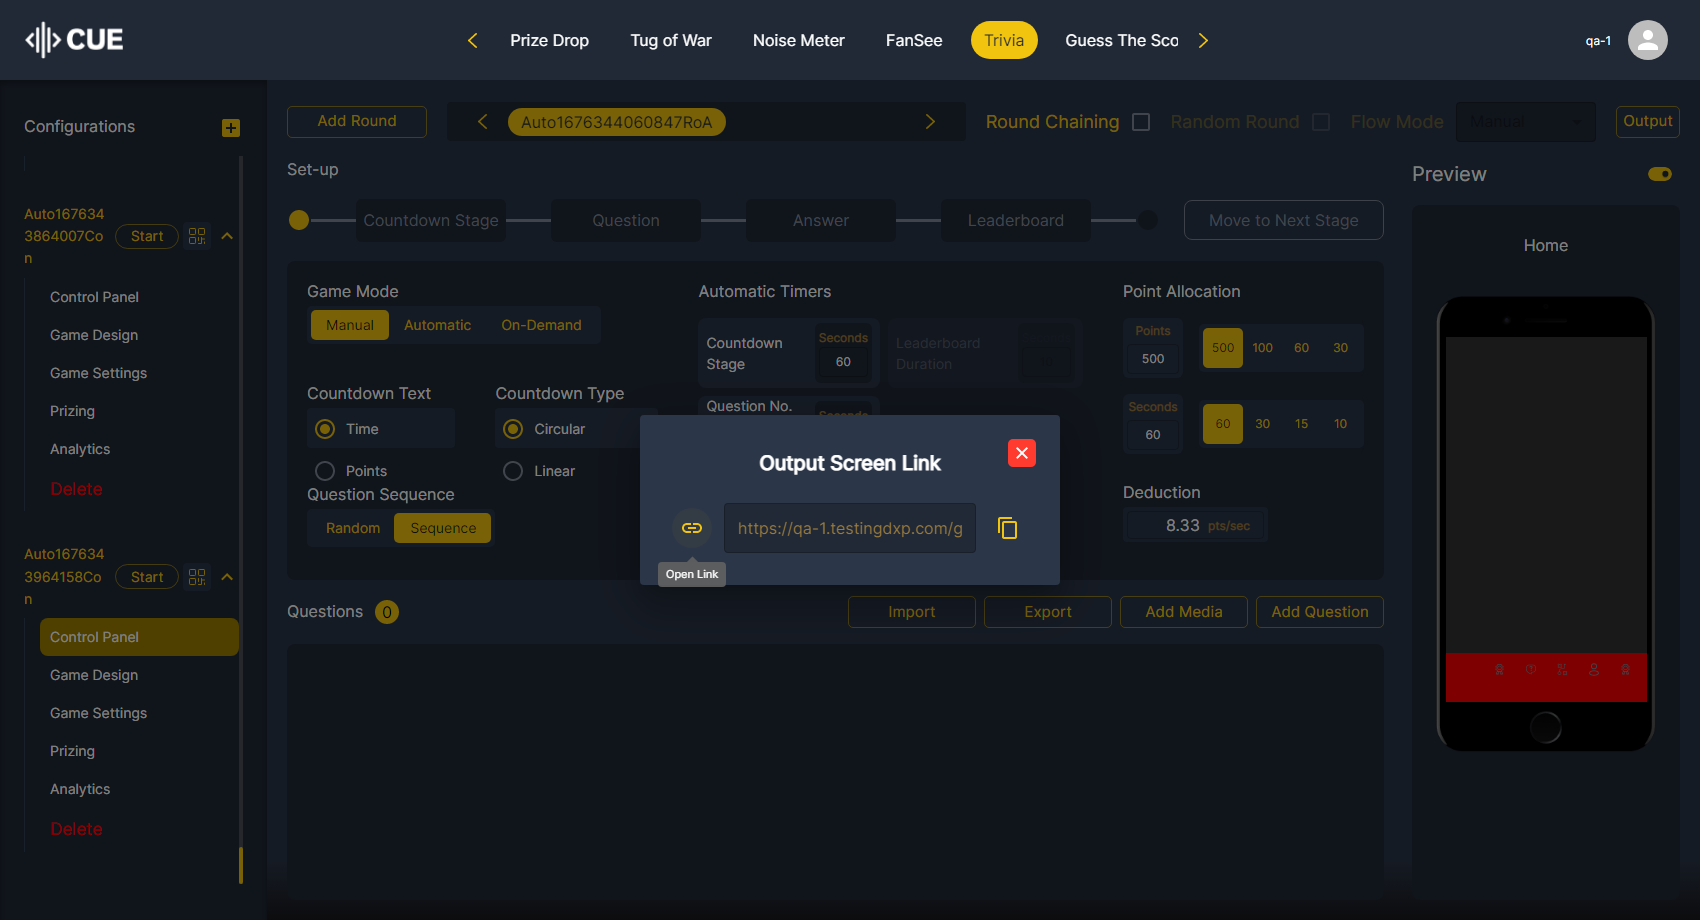 CUE
Prize Drop
Tug of War
Noise Meter
FanSee
Trivia
Guess The Sco
qa-1
Configurations
Auto167634
3864007Co
n
Start
Control Panel
Game Design
Game Settings
Prizing
Analytics
Delete
Auto167634
3964158Co
n
Start
Control Panel
Game Design
Game Settings
Prizing
Analytics
Delete
Add Round
Auto1676344060847RoA
Round Chaining
Random Round
Flow Mode
Manual
Output
Set-up
Countdown Stage
Question
Answer
Leaderboard
Move to Next Stage
Game Mode
Manual
Automatic
On-Demand
Countdown Text
Time
Points
Countdown Type
Circular
Linear
Question Sequence
Random
Sequence
Automatic Timers
Countdown
Stage
Seconds
60
Leaderboard
Duration
Question No.
Seconds
Point Allocation
Points
500
500
100
60
30
Seconds
60
60
30
15
10
Deduction
8.33 pts/sec
Output Screen Link
https://qa-1.testingdxp.com/g
Open Link
Questions
0
Import
Export
Add Media
Add Question
Preview
Home